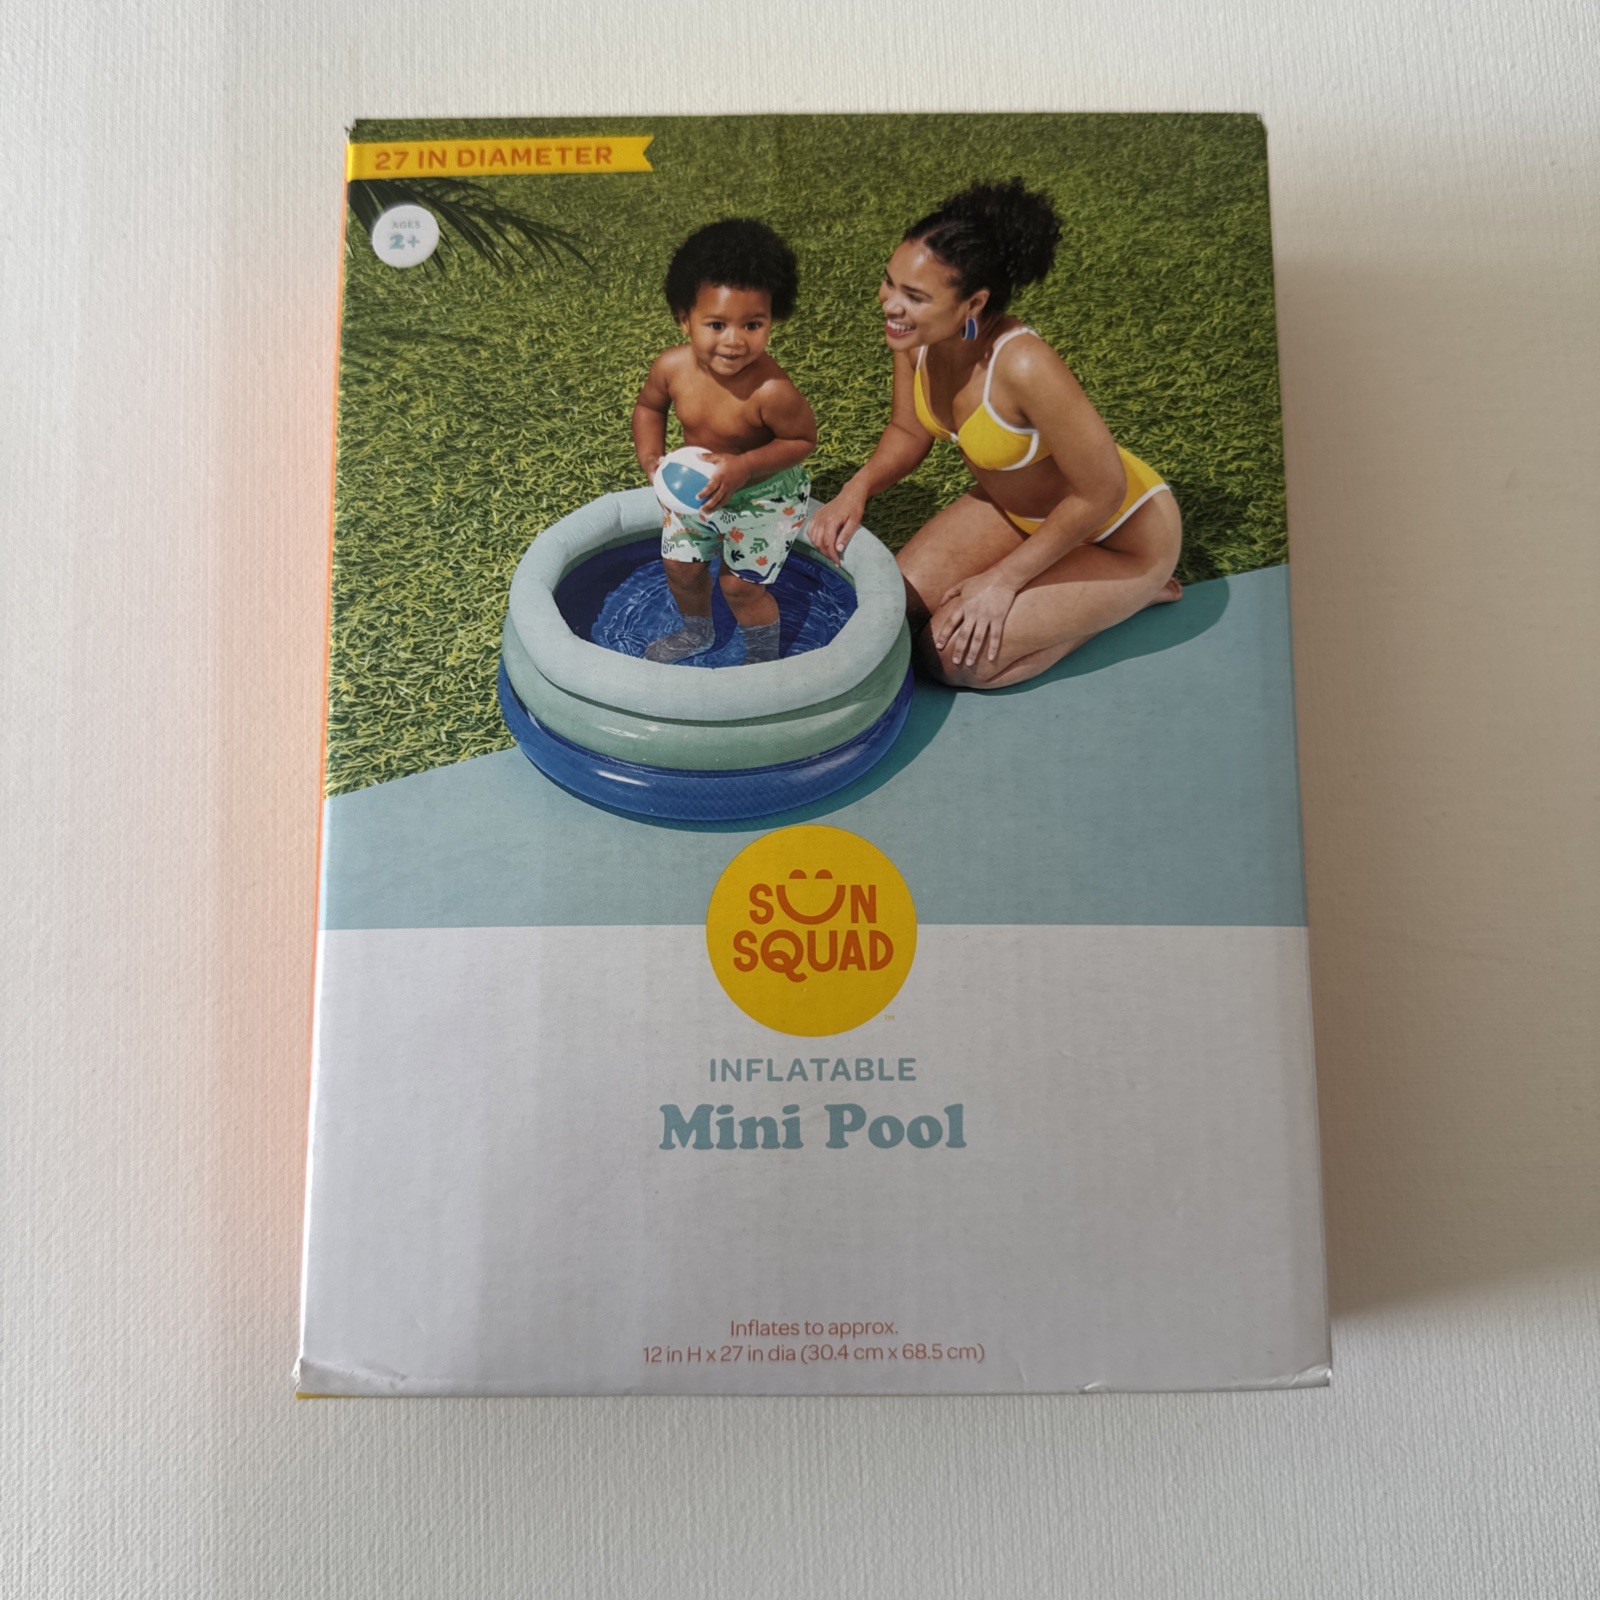 27 IN DIAMETER
AGES
2+
SUN
SQUAD
TM
INFLATABLE
Mini Pool
Inflates to approx.
12 in H x 27 in dia (30.4 cm x 68.5 cm)